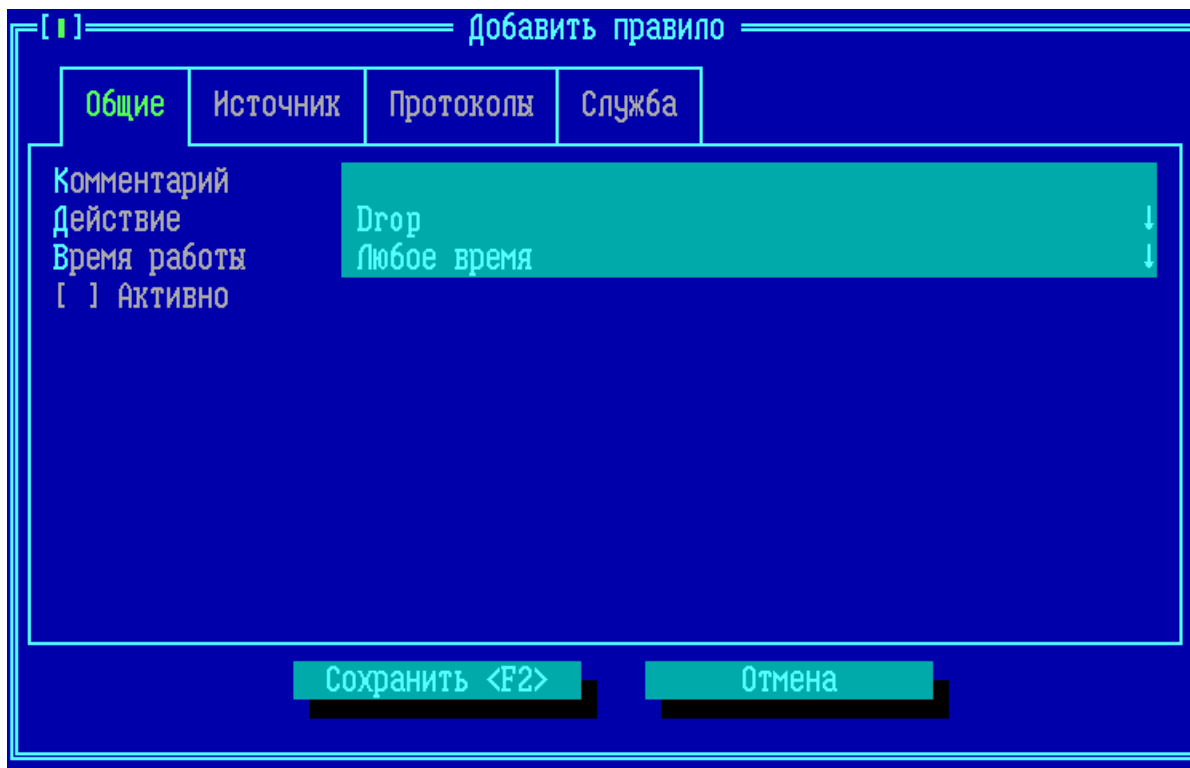 [▮] Добавить правило
Общие Источник Протоколы Служба
Комментарий
Действие Drop ↓
Время работы Любое время ↓
[ ] Активно
Сохранить <F2> Отмена